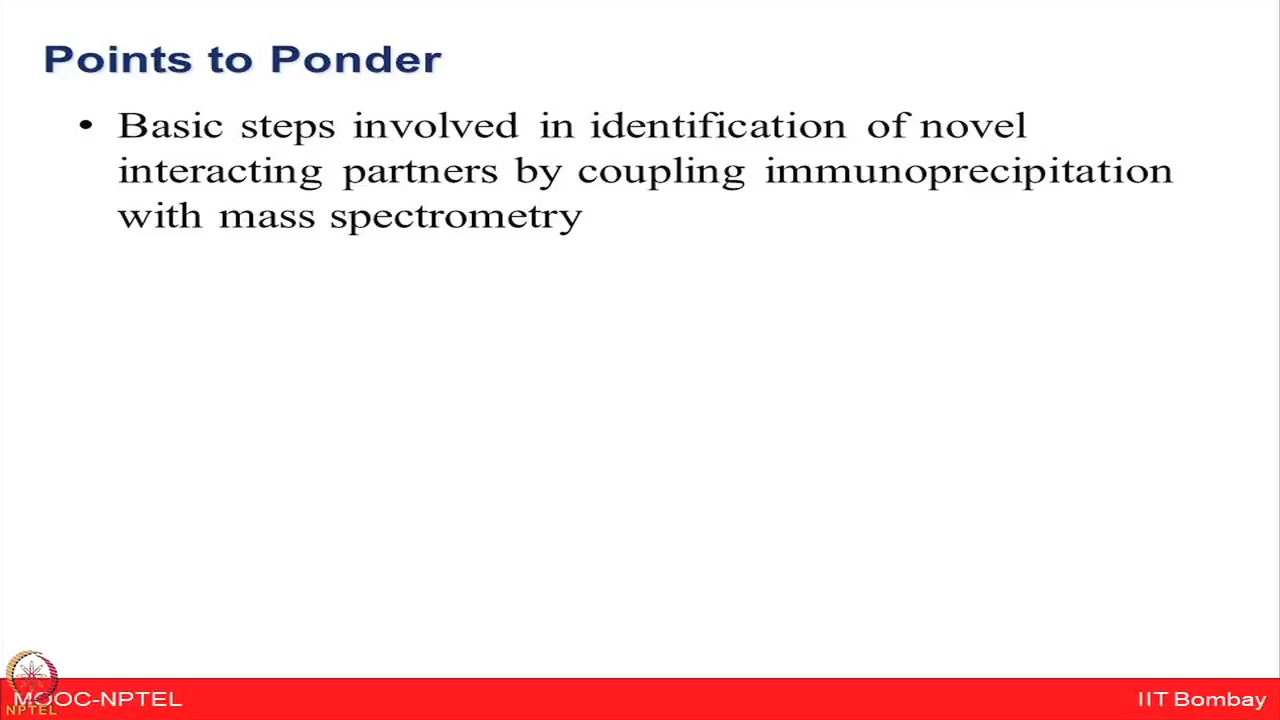 Points to Ponder
• Basic steps involved in identification of novel
interacting partners by coupling immunoprecipitation
with mass spectrometry
MOOC-NPTEL
NPTEL
IIT Bombay